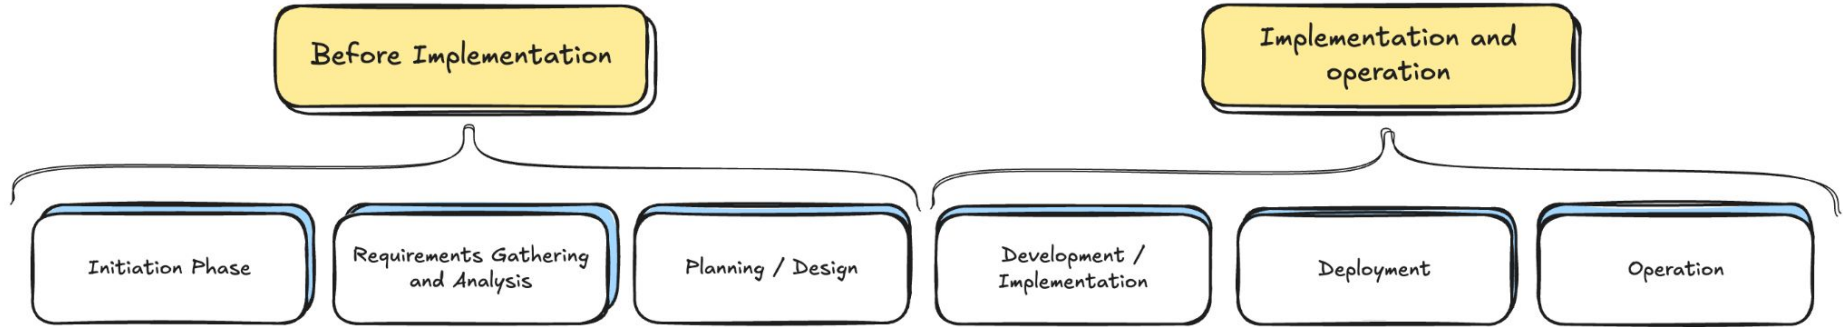 Before Implementation
Implementation and
operation
Initiation Phase
Requirements Gathering
and Analysis
Planning / Design
Development /
Implementation
Deployment
Operation